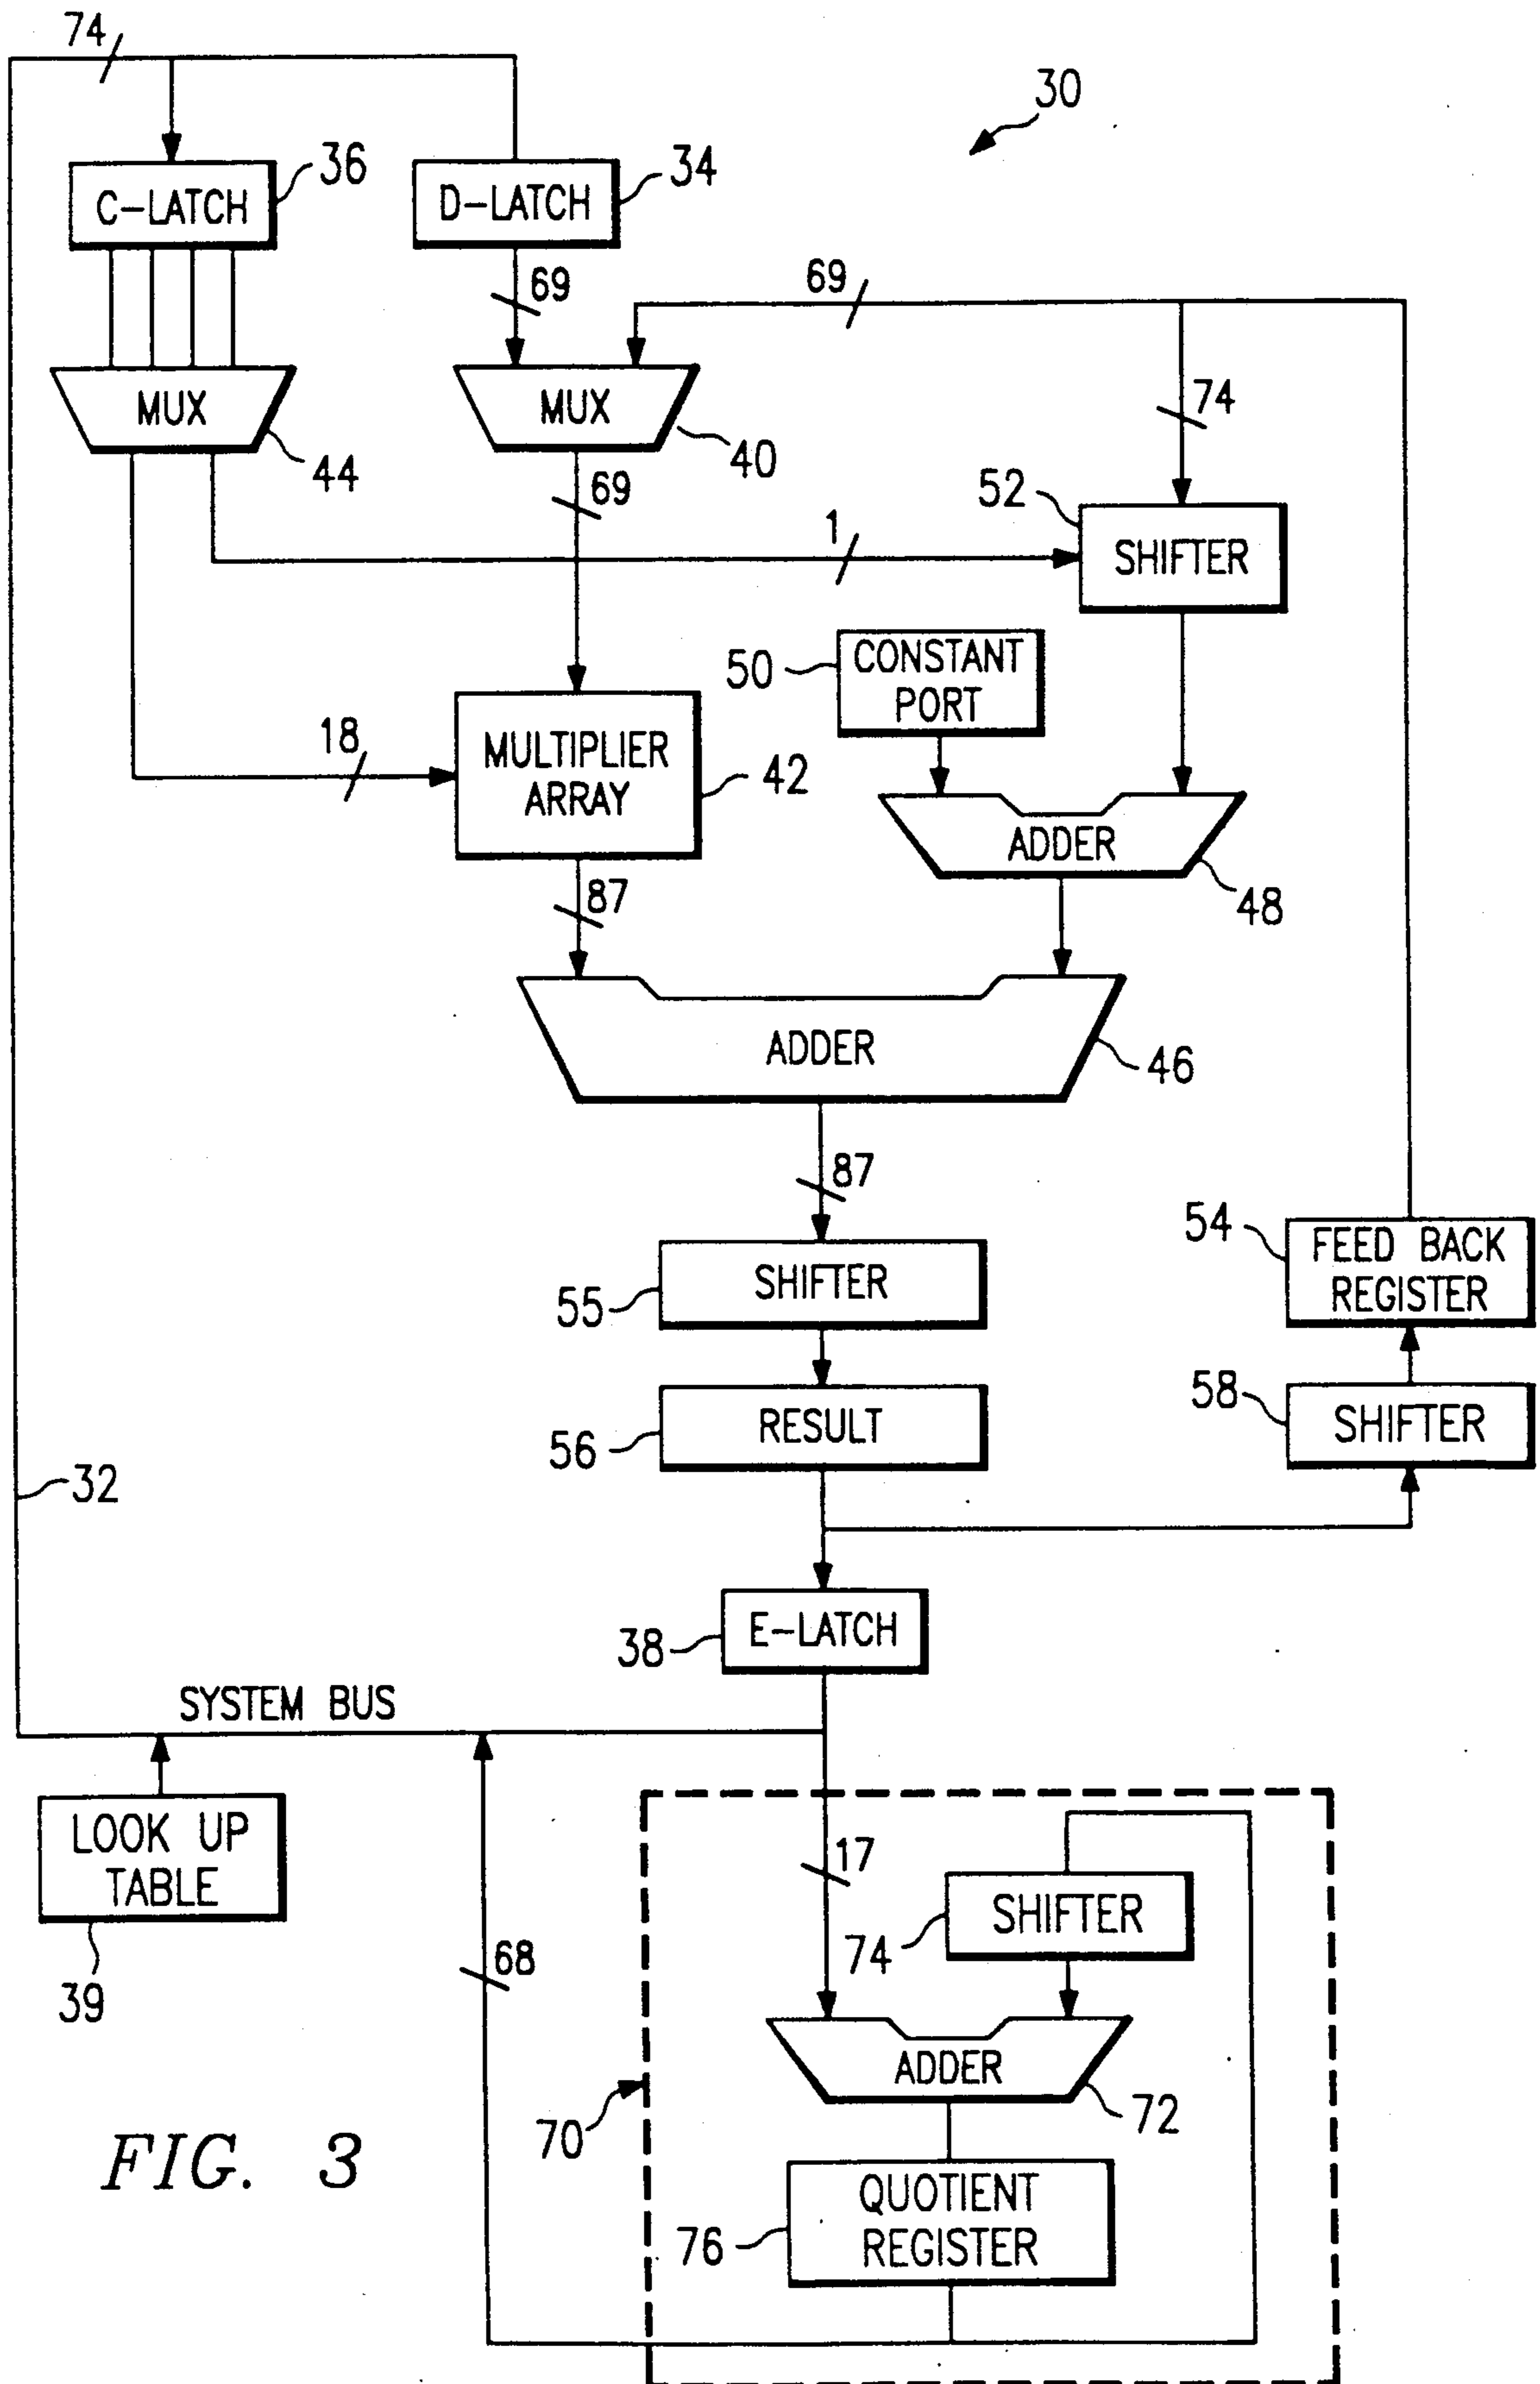 74
30
C-LATCH
36
D-LATCH
34
69
69
MUX
44
MUX
40
74
69
52
1
SHIFTER
50
CONSTANT
PORT
18
MULTIPLIER
ARRAY
42
ADDER
48
87
ADDER
46
87
54
FEED BACK
REGISTER
SHIFTER
55
58
SHIFTER
RESULT
56
32
E-LATCH
38
SYSTEM BUS
LOOK UP
TABLE
39
17
SHIFTER
74
68
ADDER
72
70
QUOTIENT
REGISTER
76
FIG. 3